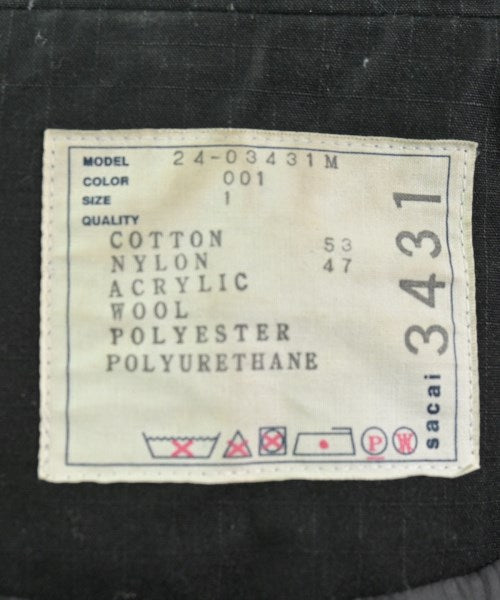 MODEL 24-03431M
COLOR 001
SIZE 1
QUALITY
COTTON 53
NYLON 47
ACRYLIC
WOOL
POLYESTER
POLYURETHANE
P W
sacai 3431